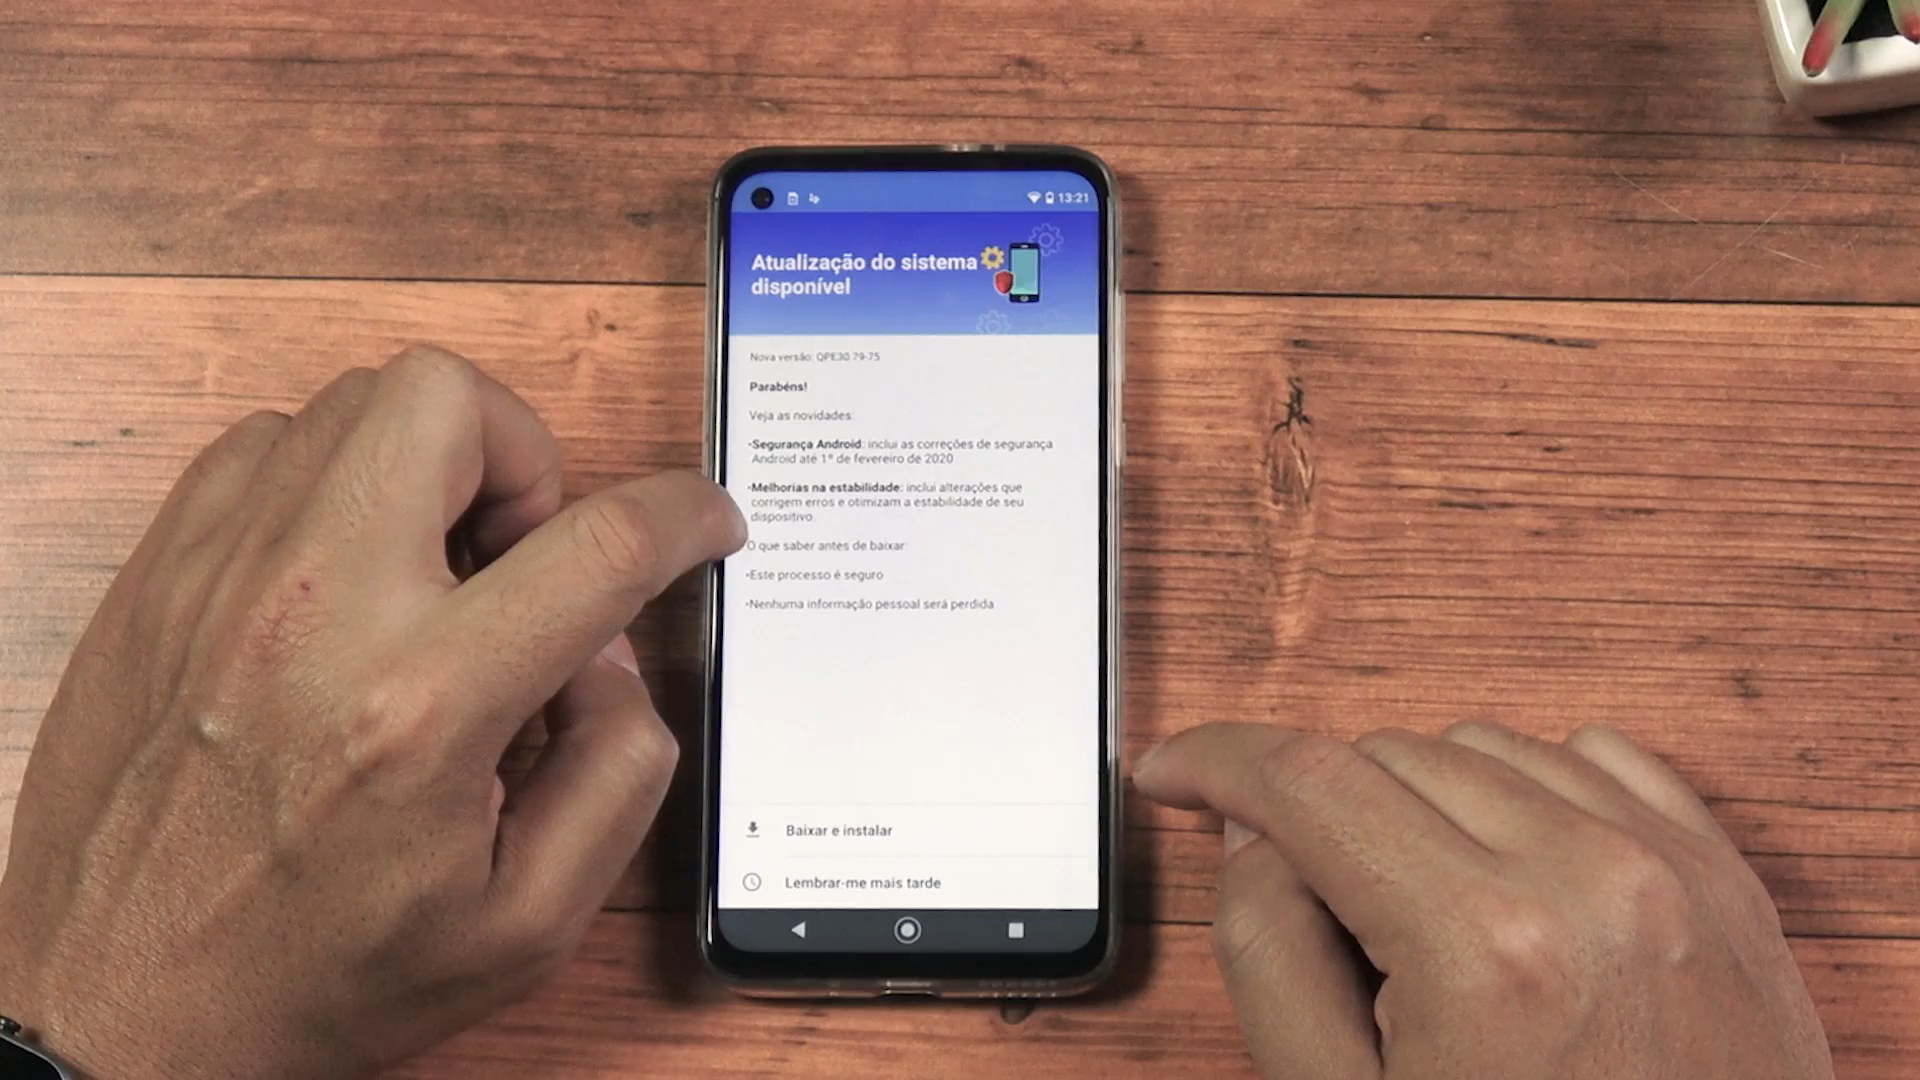 13:21
Atualização do sistema
disponível
Nova versão: QPE30.79-75
Parabéns!
Veja as novidades:
•Segurança Android: inclui as correções de segurança
Android até 1º de fevereiro de 2020
•Melhorias na estabilidade: inclui alterações que
corrigem erros e otimizam a estabilidade de seu
dispositivo.
O que saber antes de baixar:
•Este processo é seguro
•Nenhuma informação pessoal será perdida
Baixar e instalar
Lembrar-me mais tarde